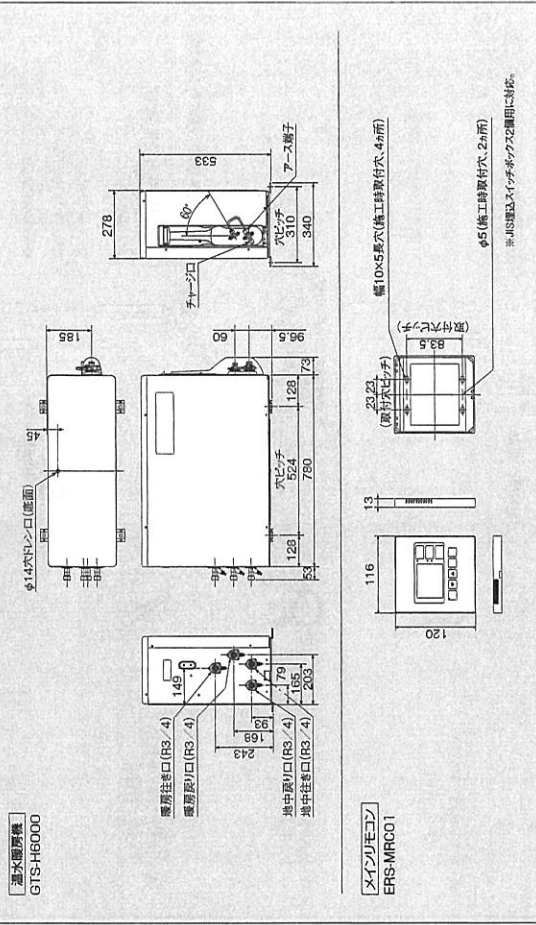 温水暖房機
GTS-H6000
暖房往き口(R3/4)
暖房戻り口(R3/4)
地中戻り口(R3/4)
地中往き口(R3/4)
149
243
168
93
79
165
203
φ14穴ドレン口(底面)
45
185
53
128
穴ピッチ
524
780
128
73
60
96.5
278
533
60°
チャージ口
アース端子
穴ピッチ
310
340
メインリモコン
ERS-MRC01
116
120
13
23 23
(取付穴ピッチ)
83.5
(取付穴ピッチ)
幅10×5長穴(施工時取付穴、4ヵ所)
φ5(施工時取付穴、2ヵ所)
※JIS埋込スイッチボックス2個用に対応。